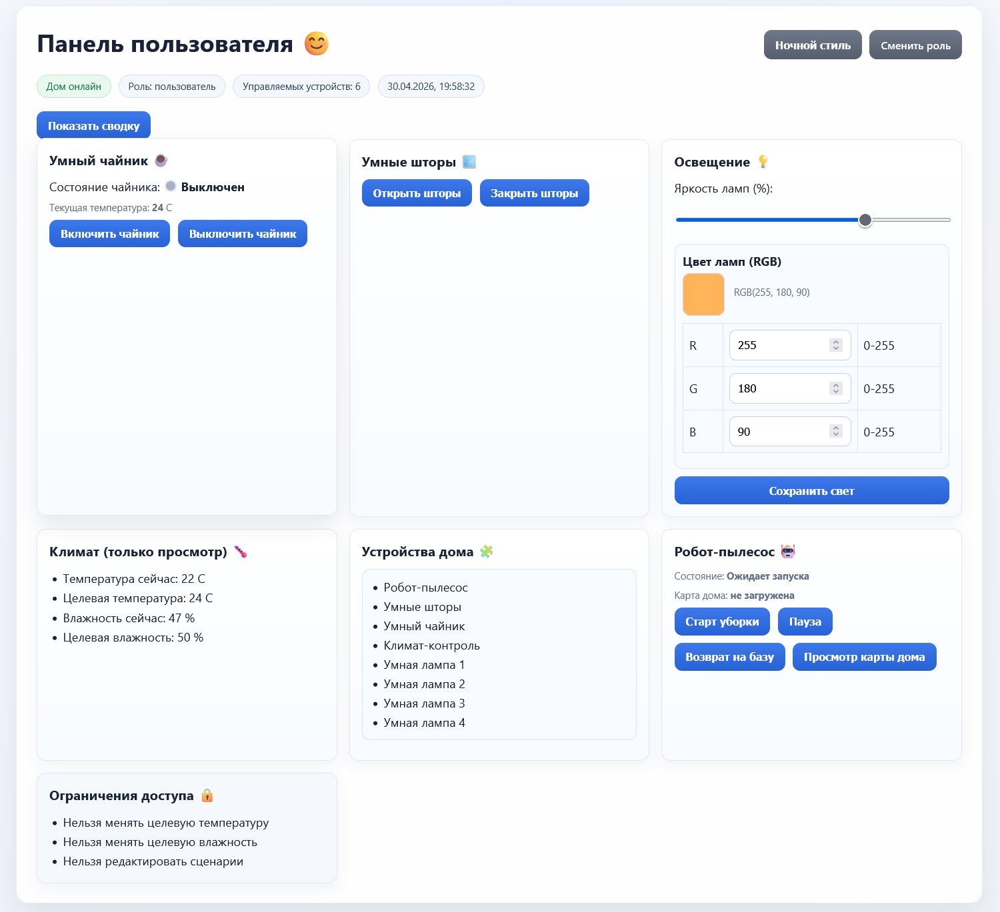 Панель пользователя 😊
Ночной стиль
Сменить роль
Дом онлайн
Роль: пользователь
Управляемых устройств: 6
30.04.2026, 19:58:32
Показать сводку
Умный чайник
Состояние чайника: Выключен
Текущая температура: 24 C
Включить чайник
Выключить чайник
Умные шторы
Открыть шторы
Закрыть шторы
Освещение
Яркость ламп (%):
Цвет ламп (RGB)
RGB(255, 180, 90)
R 255 0-255
G 180 0-255
B 90 0-255
Сохранить свет
Климат (только просмотр)
Температура сейчас: 22 C
Целевая температура: 24 C
Влажность сейчас: 47 %
Целевая влажность: 50 %
Устройства дома
Робот-пылесос
Умные шторы
Умный чайник
Климат-контроль
Умная лампа 1
Умная лампа 2
Умная лампа 3
Умная лампа 4
Робот-пылесос
Состояние: Ожидает запуска
Карта дома: не загружена
Старт уборки
Пауза
Возврат на базу
Просмотр карты дома
Ограничения доступа
Нельзя менять целевую температуру
Нельзя менять целевую влажность
Нельзя редактировать сценарии